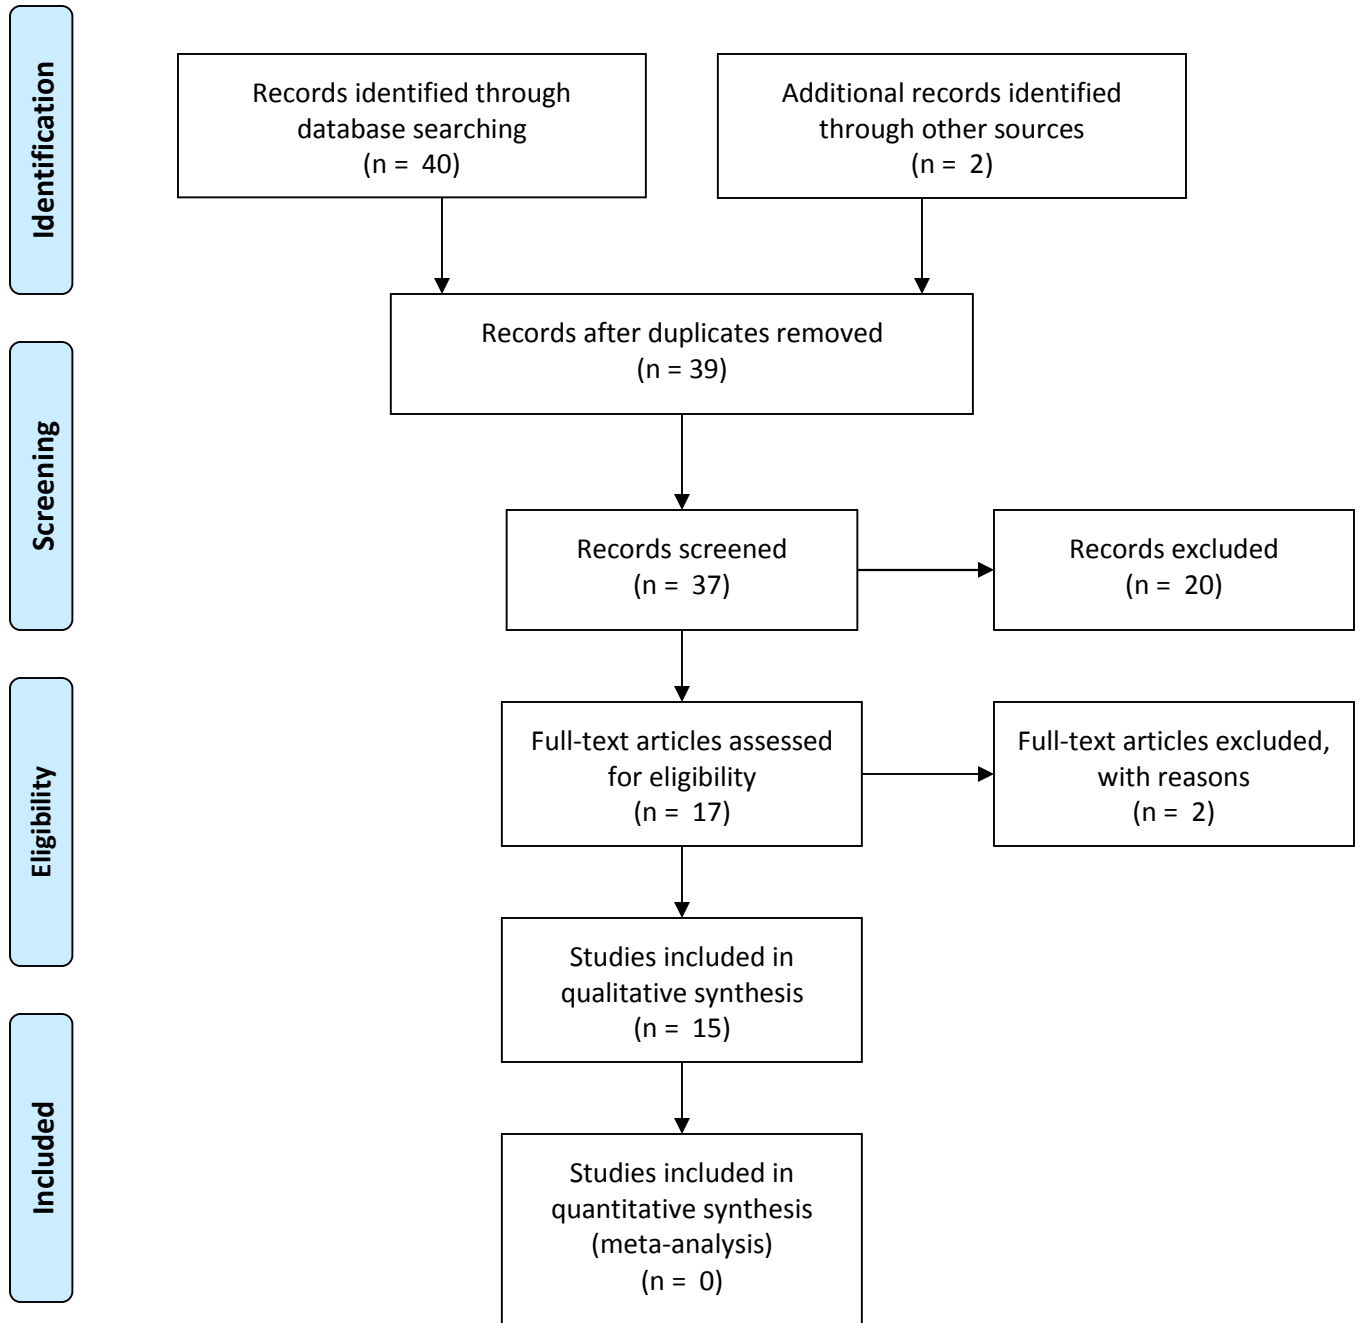 Identification
Records identified through
database searching
(n =  40)
Additional records identified
through other sources
(n =  2)
Records after duplicates removed
(n = 39)
Screening
Records screened
(n =  37)
Records excluded
(n =  20)
Eligibility
Full-text articles assessed
for eligibility
(n =  17)
Full-text articles excluded,
with reasons
(n =  2)
Studies included in
qualitative synthesis
(n =  15)
Included
Studies included in
quantitative synthesis
(meta-analysis)
(n =  0)